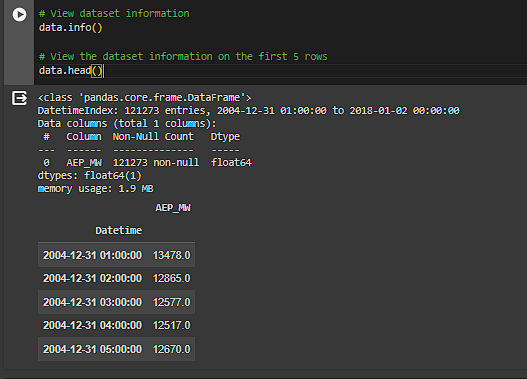 # View dataset information
data.info()
# View the dataset information on the first 5 rows
data.head()
<class 'pandas.core.frame.DataFrame'>
DatetimeIndex: 121273 entries, 2004-12-31 01:00:00 to 2018-01-02 00:00:00
Data columns (total 1 columns):
 #   Column  Non-Null Count   Dtype
---  ------  --------------   -----
 0   AEP_MW  121273 non-null  float64
dtypes: float64(1)
memory usage: 1.9 MB
AEP_MW
Datetime
2004-12-31 01:00:00 13478.0
2004-12-31 02:00:00 12865.0
2004-12-31 03:00:00 12577.0
2004-12-31 04:00:00 12517.0
2004-12-31 05:00:00 12670.0